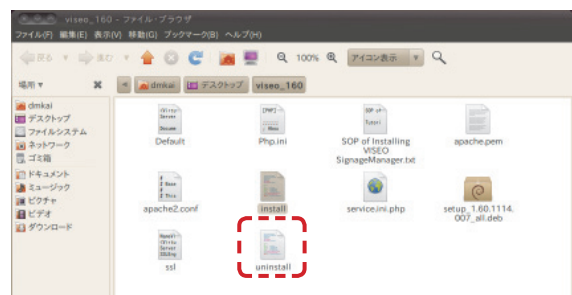 viseo_160 - ファイル・ブラウザ
ファイル(F) 編集(E) 表示(V) 移動(G) ブックマーク(B) ヘルプ(H)
戻る 進む 100% アイコン表示
場所 dmkai デスクトップ viseo_160
dmkai
デスクトップ
ファイルシステム
ネットワーク
ゴミ箱
ドキュメント
ミュージック
ピクチャ
ビデオ
ダウンロード
Default
Php.ini
SOP of Installing
VISEO
SignageManager.txt
apache.pem
apache2.conf
install
service.ini.php
setup_1.60.1114.
007_all.deb
ssl
uninstall